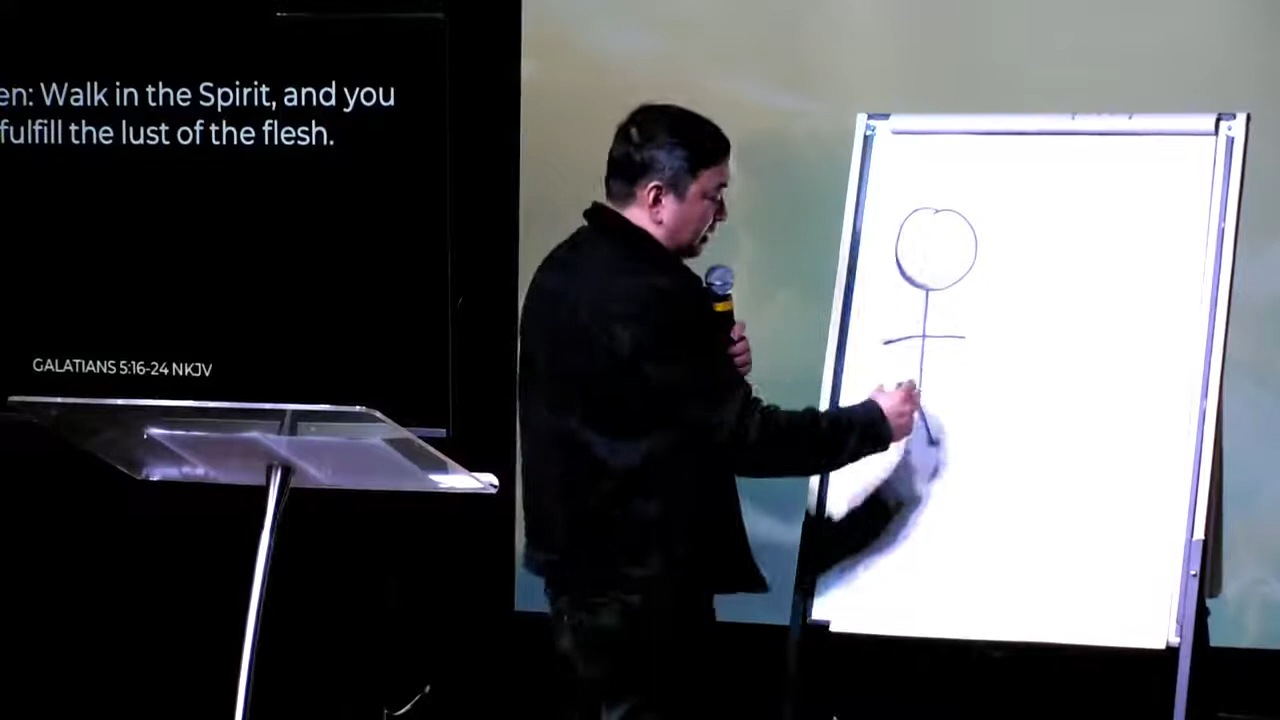 en: Walk in the Spirit, and you
fulfill the lust of the flesh.
GALATIANS 5:16-24 NKJV